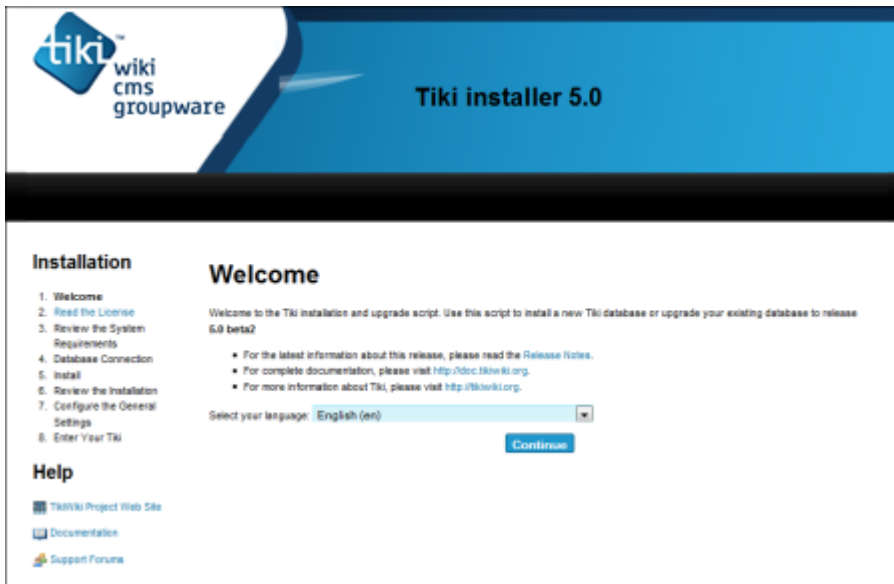 tiki™
wiki
cms
groupware
Tiki installer 5.0
Installation
1. Welcome
2. Read the License
3. Review the System
Requirements
4. Database Connection
5. Install
6. Review the Installation
7. Configure the General
Settings
8. Enter Your Tiki
Help
TikiWiki Project Web Site
Documentation
Support Forums
Welcome
Welcome to the Tiki installation and upgrade script. Use this script to install a new Tiki database or upgrade your existing database to release
5.0 beta2
• For the latest information about this release, please read the Release Notes.
• For complete documentation, please visit http://doc.tikiwiki.org.
• For more information about Tiki, please visit http://tikiwiki.org.
Select your language: English (en)
Continue